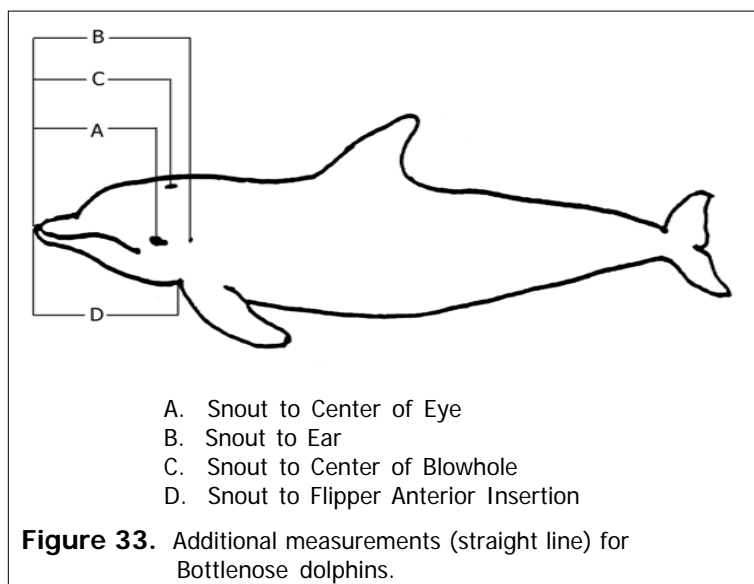 B
C
A
D
A. Snout to Center of Eye
B. Snout to Ear
C. Snout to Center of Blowhole
D. Snout to Flipper Anterior Insertion
Figure 33. Additional measurements (straight line) for
Bottlenose dolphins.